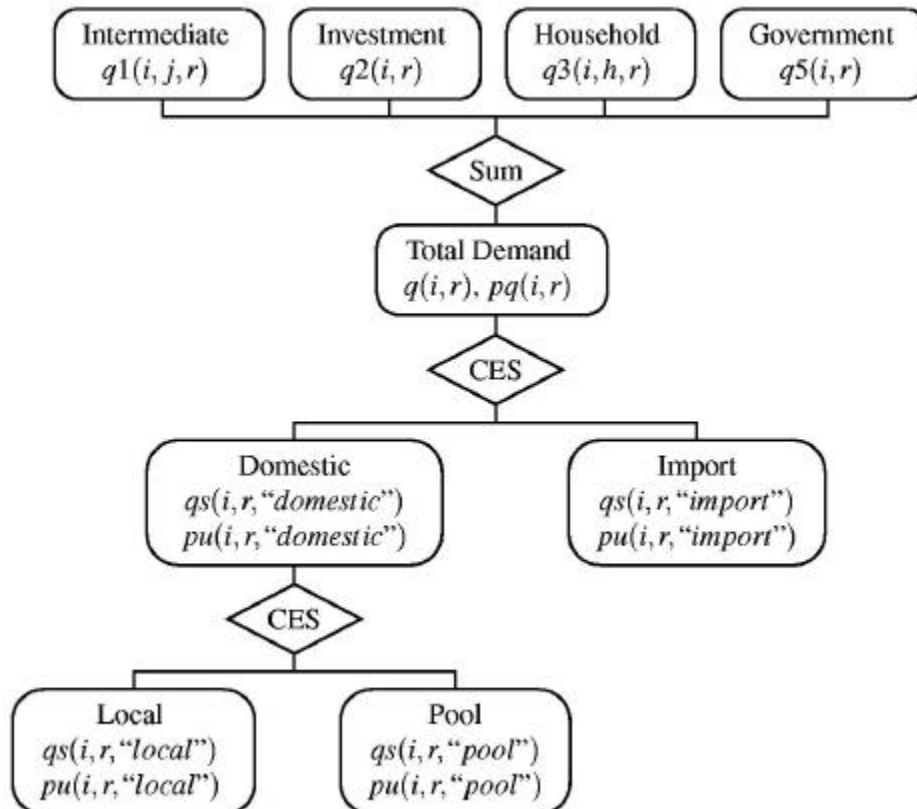 Intermediate
q1(i, j, r)
Investment
q2(i, r)
Household
q3(i, h, r)
Government
q5(i, r)
Sum
Total Demand
q(i, r), pq(i, r)
CES
Domestic
qs(i, r, “domestic”)
pu(i, r, “domestic”)
Import
qs(i, r, “import”)
pu(i, r, “import”)
CES
Local
qs(i, r, “local”)
pu(i, r, “local”)
Pool
qs(i, r, “pool”)
pu(i, r, “pool”)